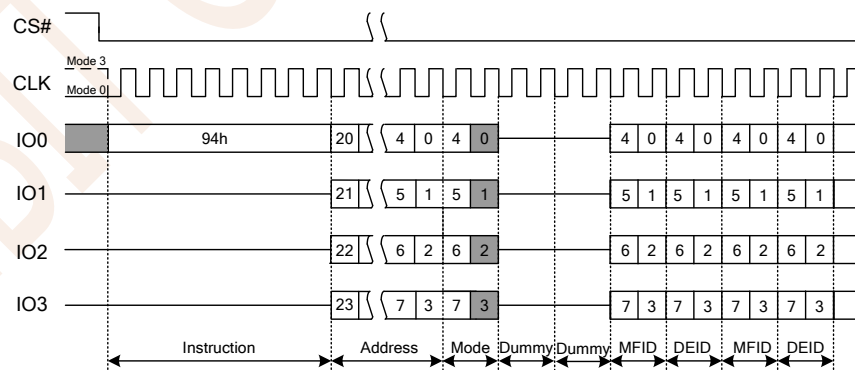 CS#
Mode 3
CLK
Mode 0
IO0 94h 20 4 0 4 0 4 0 4 0 4 0 4 0
IO1 21 5 1 5 1 5 1 5 1 5 1 5 1
IO2 22 6 2 6 2 6 2 6 2 6 2 6 2
IO3 23 7 3 7 3 7 3 7 3 7 3 7 3
Instruction Address Mode Dummy Dummy MFID DEID MFID DEID